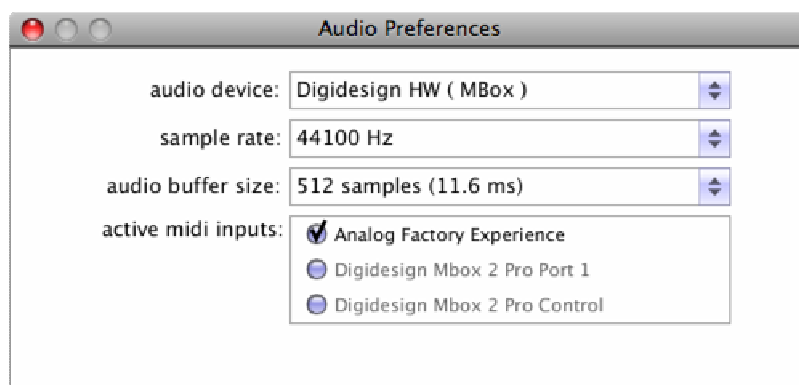 Audio Preferences
audio device: Digidesign HW ( MBox )
sample rate: 44100 Hz
audio buffer size: 512 samples (11.6 ms)
active midi inputs: Analog Factory Experience
Digidesign Mbox 2 Pro Port 1
Digidesign Mbox 2 Pro Control